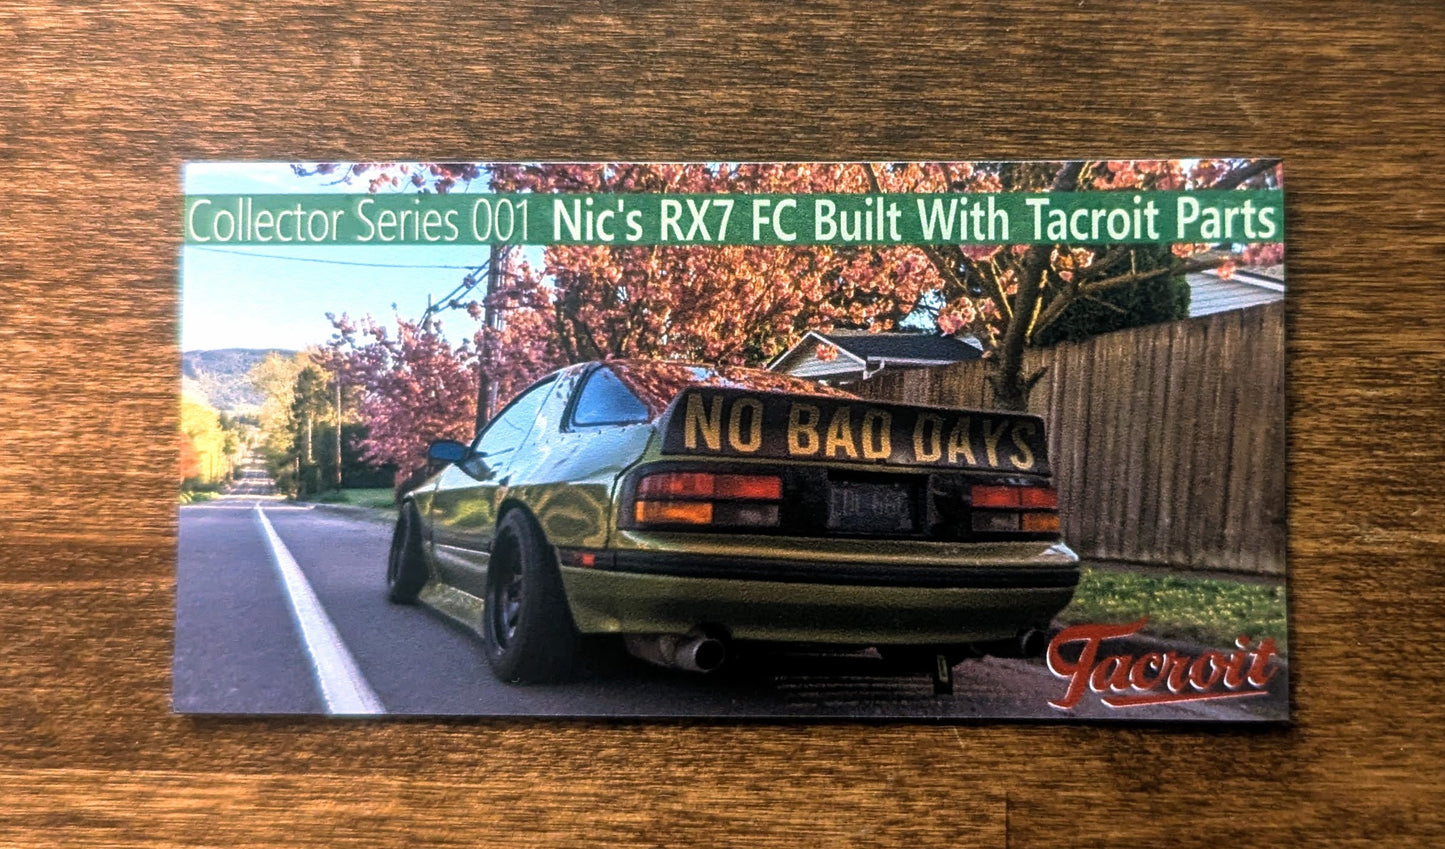 Collector Series 001 Nic's RX7 FC Built With Tacroit Parts
NO BAD DAYS
Tacroit